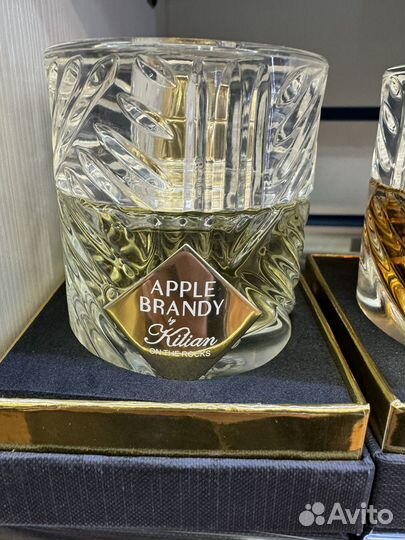 APPLE
BRANDY
by
Kilian
ON THE ROCKS
Avito